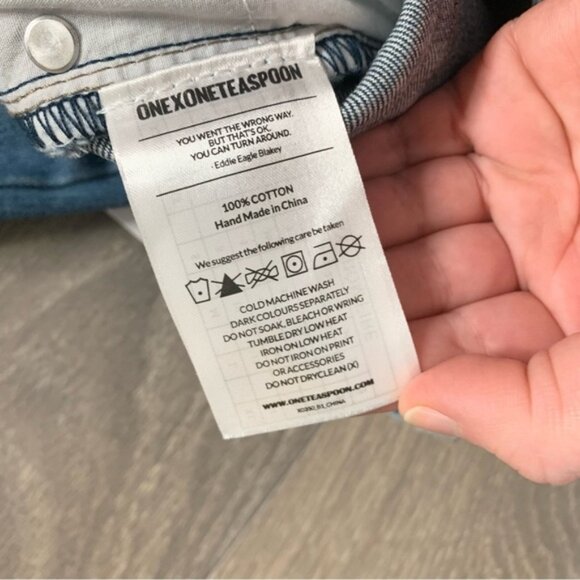 ONEXONETEASPOON
YOU WENT THE WRONG WAY.
BUT THAT'S OK.
YOU CAN TURN AROUND.
- Eddie Eagle Blakey
100% COTTON
Hand Made in China
We suggest the following care be taken
COLD MACHINE WASH
DARK COLOURS SEPARATELY
DO NOT SOAK, BLEACH OR WRING
TUMBLE DRY LOW HEAT
IRON ON LOW HEAT
DO NOT IRON ON PRINT
OR ACCESSORIES
DO NOT DRYCLEAN (X)
WWW.ONETEASPOON.COM